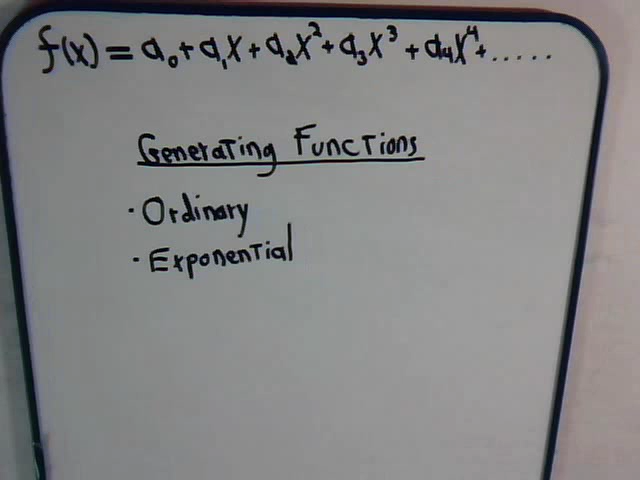 f(x) = a₀ + a₁x + a₂x² + a₃x³ + a₄x⁴ + .....
Generating Functions
· Ordinary
· Exponential